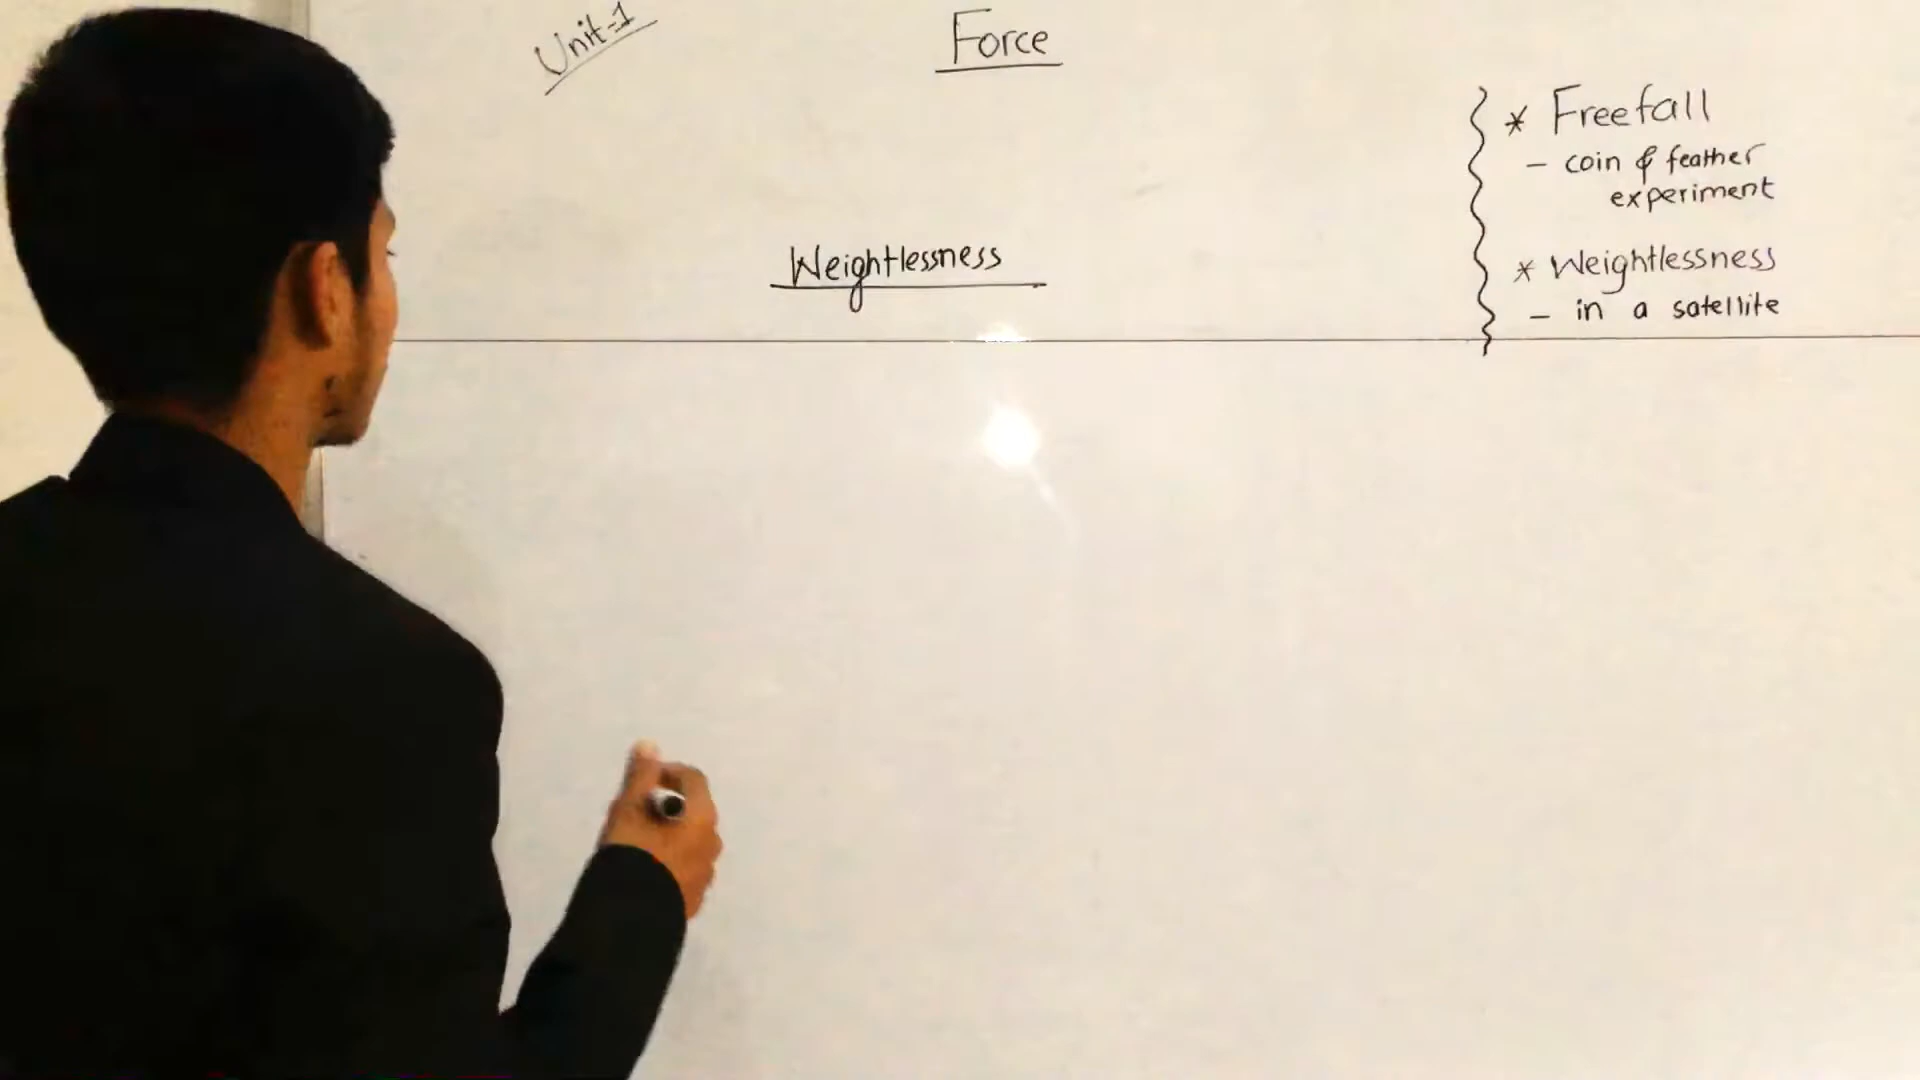 Unit-1
Force
* Freefall
- coin & feather
experiment
Weightlessness
* Weightlessness
- in a satellite